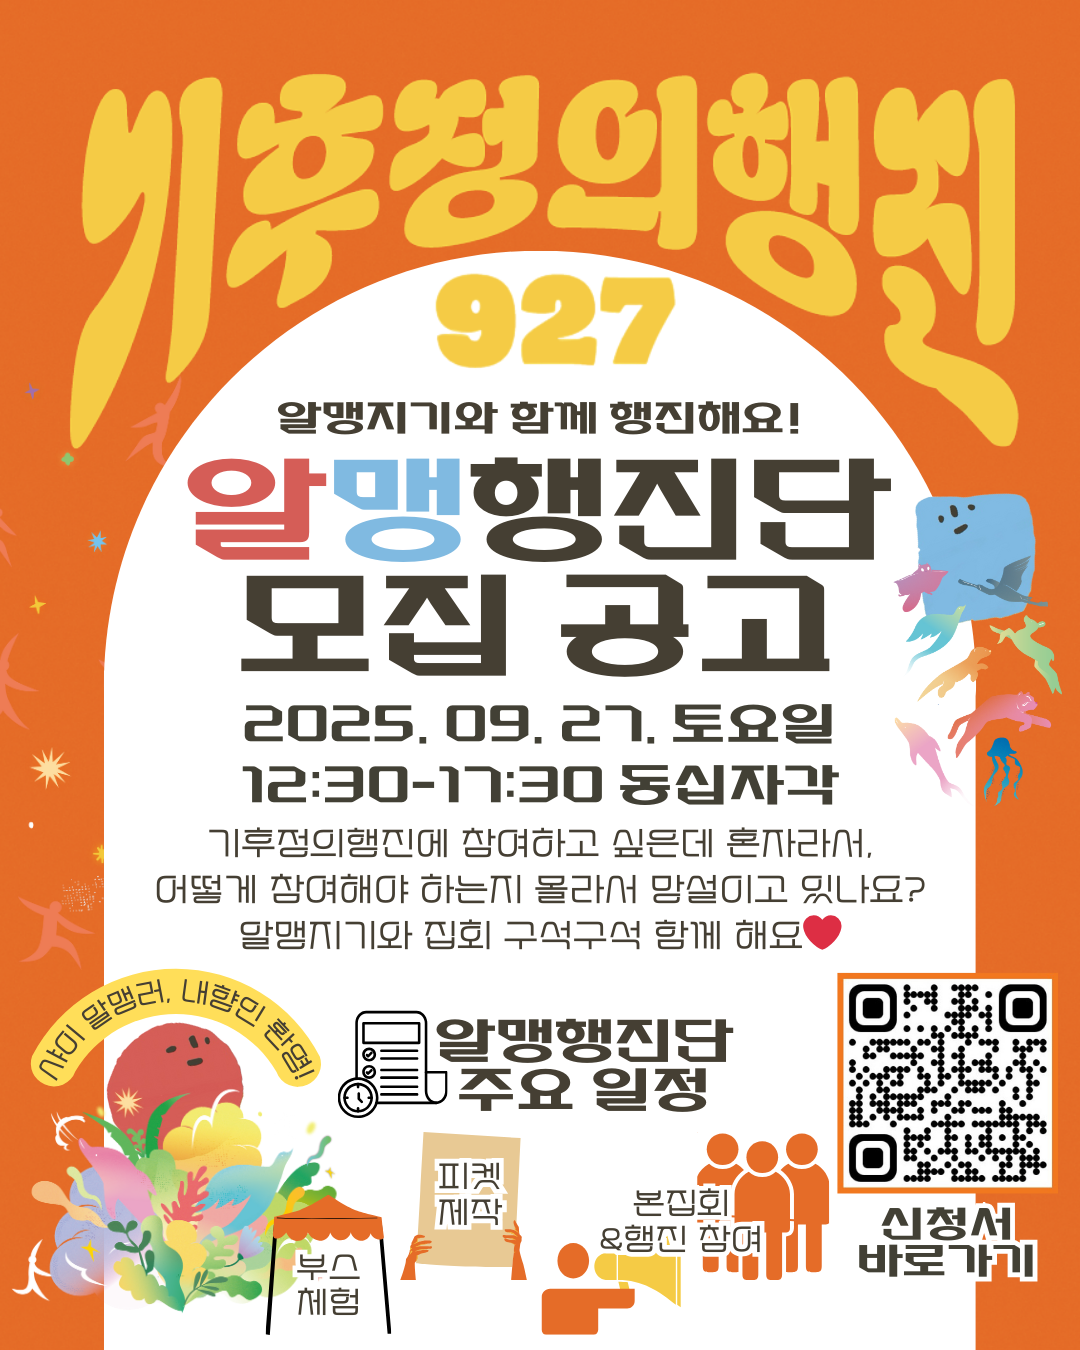 기후정의행진
927
알맹지기와 함께 행진해요!
알맹행진단
모집 공고
2025. 09. 27. 토요일
12:30-17:30 동십자각
기후정의행진에 참여하고 싶은데 혼자라서,
어떻게 참여해야 하는지 몰라서 망설이고 있나요?
알맹지기와 집회 구석구석 함께 해요
샤이 알맹러, 내향인 환영!
알맹행진단
주요 일정
피켓
제작
본집회
&행진 참여
부스
체험
신청서
바로가기